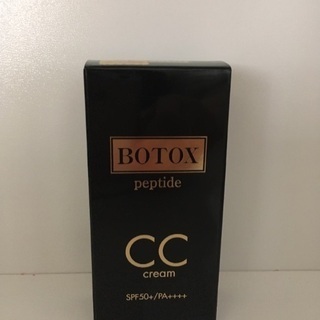 BOTOX
peptide
CC
cream
SPF50+/PA++++